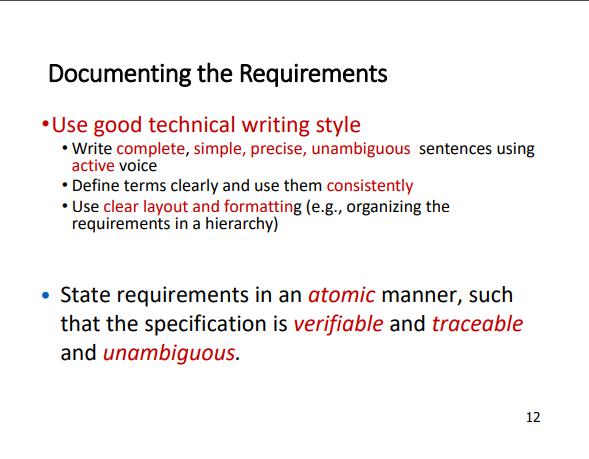 Documenting the Requirements
•Use good technical writing style
• Write complete, simple, precise, unambiguous sentences using
active voice
• Define terms clearly and use them consistently
• Use clear layout and formatting (e.g., organizing the
requirements in a hierarchy)
• State requirements in an atomic manner, such
that the specification is verifiable and traceable
and unambiguous.
12